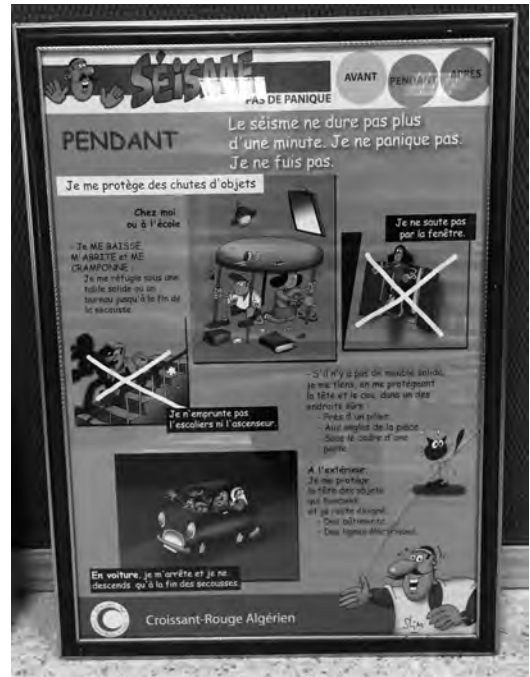 SÉISME
PAS DE PANIQUE
AVANT
PENDANT
APRES
PENDANT
Le séisme ne dure pas plus
d'une minute. Je ne panique pas.
Je ne fuis pas.
Je me protège des chutes d'objets
Chez moi
ou à l'école
- Je ME BAISSE,
M'ABRITE et ME
CRAMPONNE :
Je me réfugie sous une
table solide ou un
bureau jusqu'à la fin de
la secousse.
Je ne saute pas
par la fenêtre.
Je n'emprunte pas
l'escaliers ni l'ascenseur.
- S'il n'y a pas de meuble solide,
je me tiens, en me protégeant
la tête et le cou, dans un des
endroits sûrs :
- Près d'un pilier
- Aux angles de la pièce
- Sous le cadre d'une
porte
A l'extérieur,
Je me protège
la tête des objets
qui tombent
et je reste éloigné
- Des bâtiments
- Des lignes électriques
En voiture, je m'arrête et je ne
descends qu'à la fin des secousses.
Slim
Croissant-Rouge Algérien